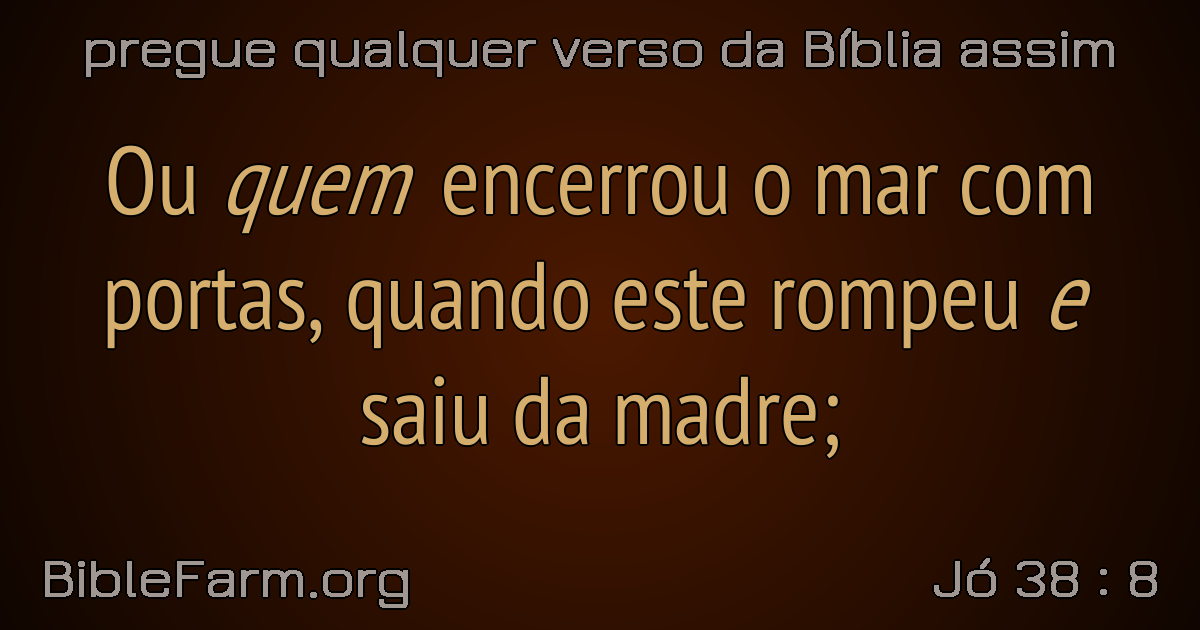 pregue qualquer verso da Bíblia assim
Ou quem encerrou o mar com
portas, quando este rompeu e
saiu da madre;
BibleFarm.org
Jó 38 : 8